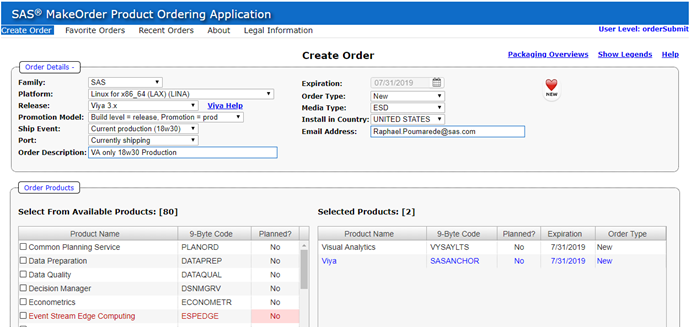 SAS® MakeOrder Product Ordering Application
Create Order Favorite Orders Recent Orders About Legal Information User Level: orderSubmit
Create Order Packaging Overviews Show Legends Help
Order Details -
Family: SAS
Platform: Linux for x86_64 (LAX) (LINA)
Release: Viya 3.x Viya Help
Promotion Model: Build level = release, Promotion = prod
Ship Event: Current production (18w30)
Port: Currently shipping
Order Description: VA only 18w30 Production
Expiration: 07/31/2019
Order Type: New
Media Type: ESD
Install in Country: UNITED STATES
Email Address: Raphael.Poumarede@sas.com
NEW
Order Products
Select From Available Products: [80]
Product Name 9-Byte Code Planned?
Common Planning Service PLANORD No
Data Preparation DATAPREP No
Data Quality DATAQUAL No
Decision Manager DSNMGRV No
Econometrics ECONOMETR No
Event Stream Edge Computing ESPEDGE No
Selected Products: [2]
Product Name 9-Byte Code Planned? Expiration Order Type
Visual Analytics VYSAYLTS No 7/31/2019 New
Viya SASANCHOR No 7/31/2019 New